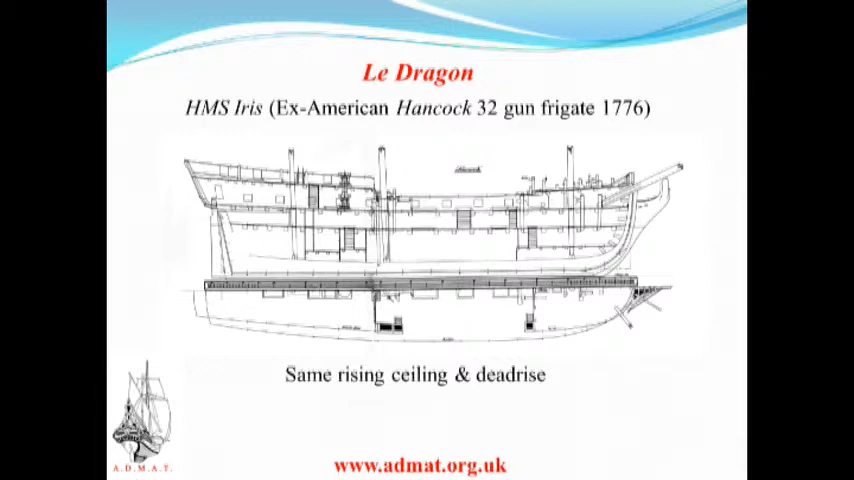 Le Dragon
HMS Iris (Ex-American Hancock 32 gun frigate 1776)
Same rising ceiling & deadrise
A.D.M.A.T.
www.admat.org.uk